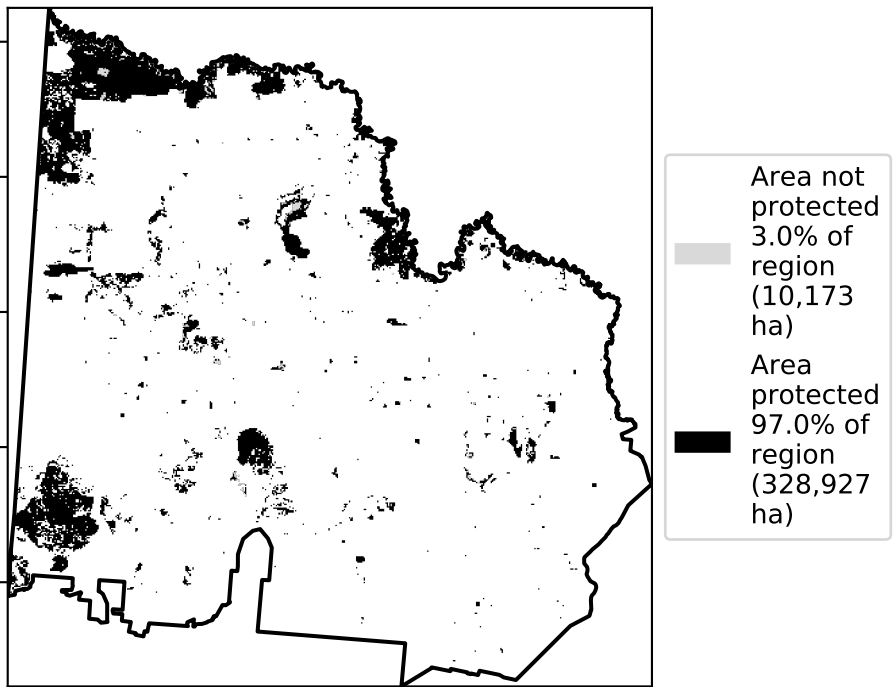 Area not
protected
3.0% of
region
(10,173
ha)
Area
protected
97.0% of
region
(328,927
ha)